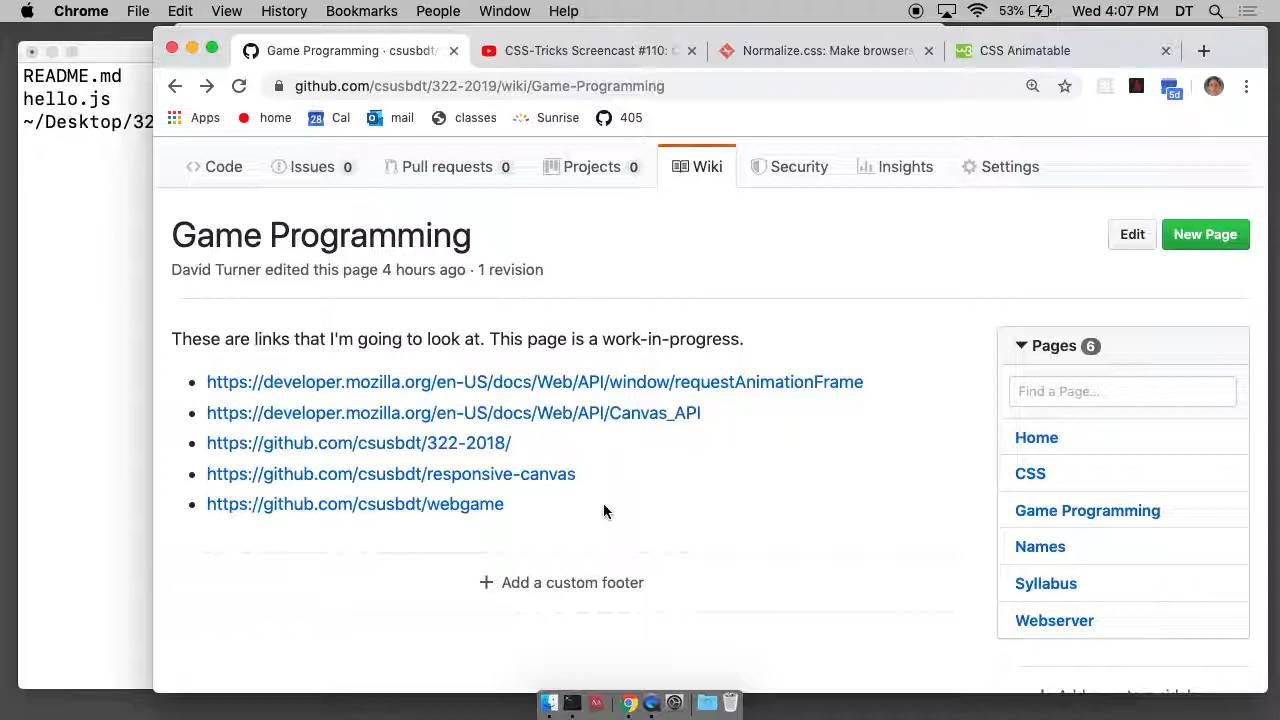 Chrome File Edit View History Bookmarks People Window Help 53% Wed 4:07 PM DT
README.md
hello.js
~/Desktop/32
Game Programming · csusbdt/
CSS-Tricks Screencast #110:
Normalize.css: Make browsers
CSS Animatable
github.com/csusbdt/322-2019/wiki/Game-Programming
5d
Apps home 28 Cal mail classes Sunrise 405
Code Issues 0 Pull requests 0 Projects 0 Wiki Security Insights Settings
Game Programming
Edit New Page
David Turner edited this page 4 hours ago · 1 revision
These are links that I'm going to look at. This page is a work-in-progress.
https://developer.mozilla.org/en-US/docs/Web/API/window/requestAnimationFrame
https://developer.mozilla.org/en-US/docs/Web/API/Canvas_API
https://github.com/csusbdt/322-2018/
https://github.com/csusbdt/responsive-canvas
https://github.com/csusbdt/webgame
+ Add a custom footer
Pages 6
Find a Page...
Home
CSS
Game Programming
Names
Syllabus
Webserver